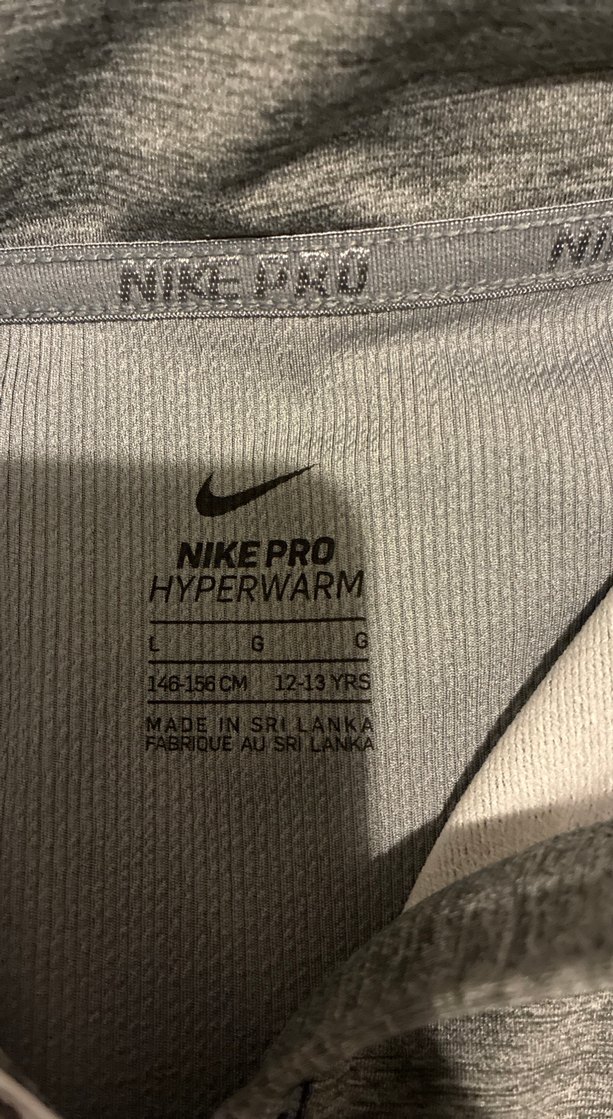 NIKE PRO
NI
NIKE PRO
HYPERWARM
L G G
146-156 CM 12-13 YRS
MADE IN SRI LANKA
FABRIQUE AU SRI LANKA